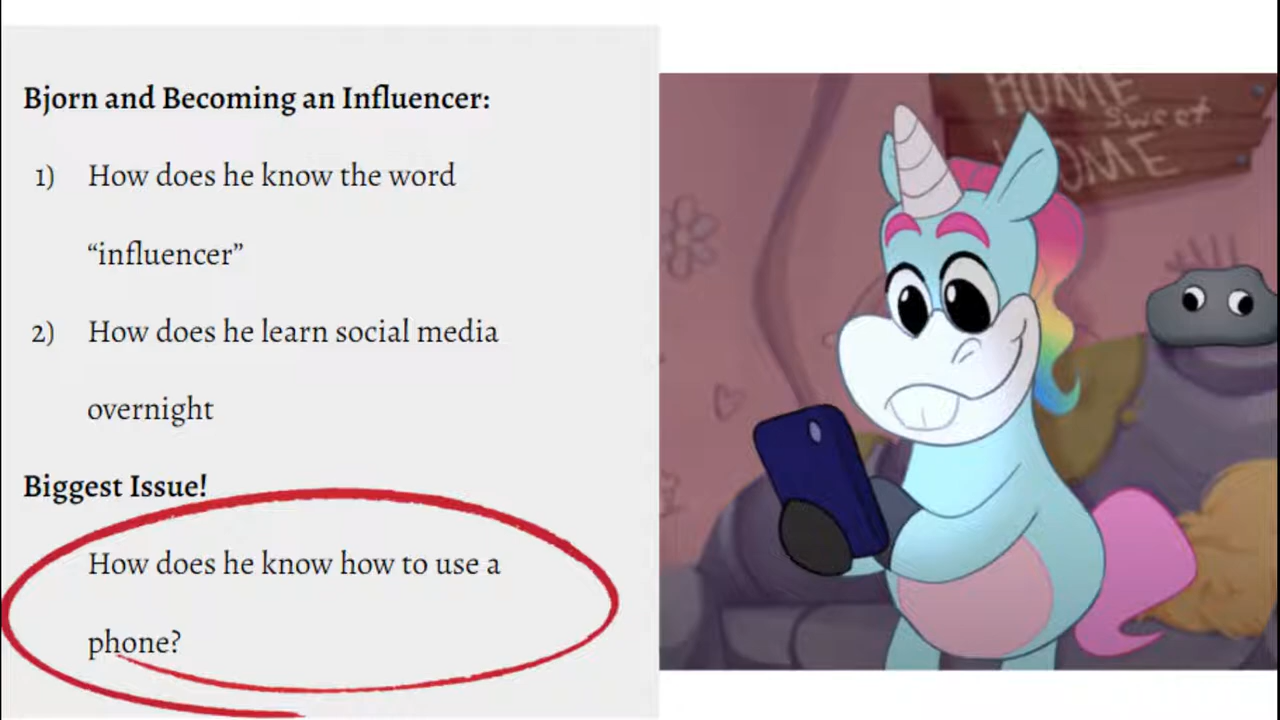 Bjorn and Becoming an Influencer:
1) How does he know the word
“influencer”
2) How does he learn social media
overnight
Biggest Issue!
How does he know how to use a
phone?
HOME
sweet
HOME